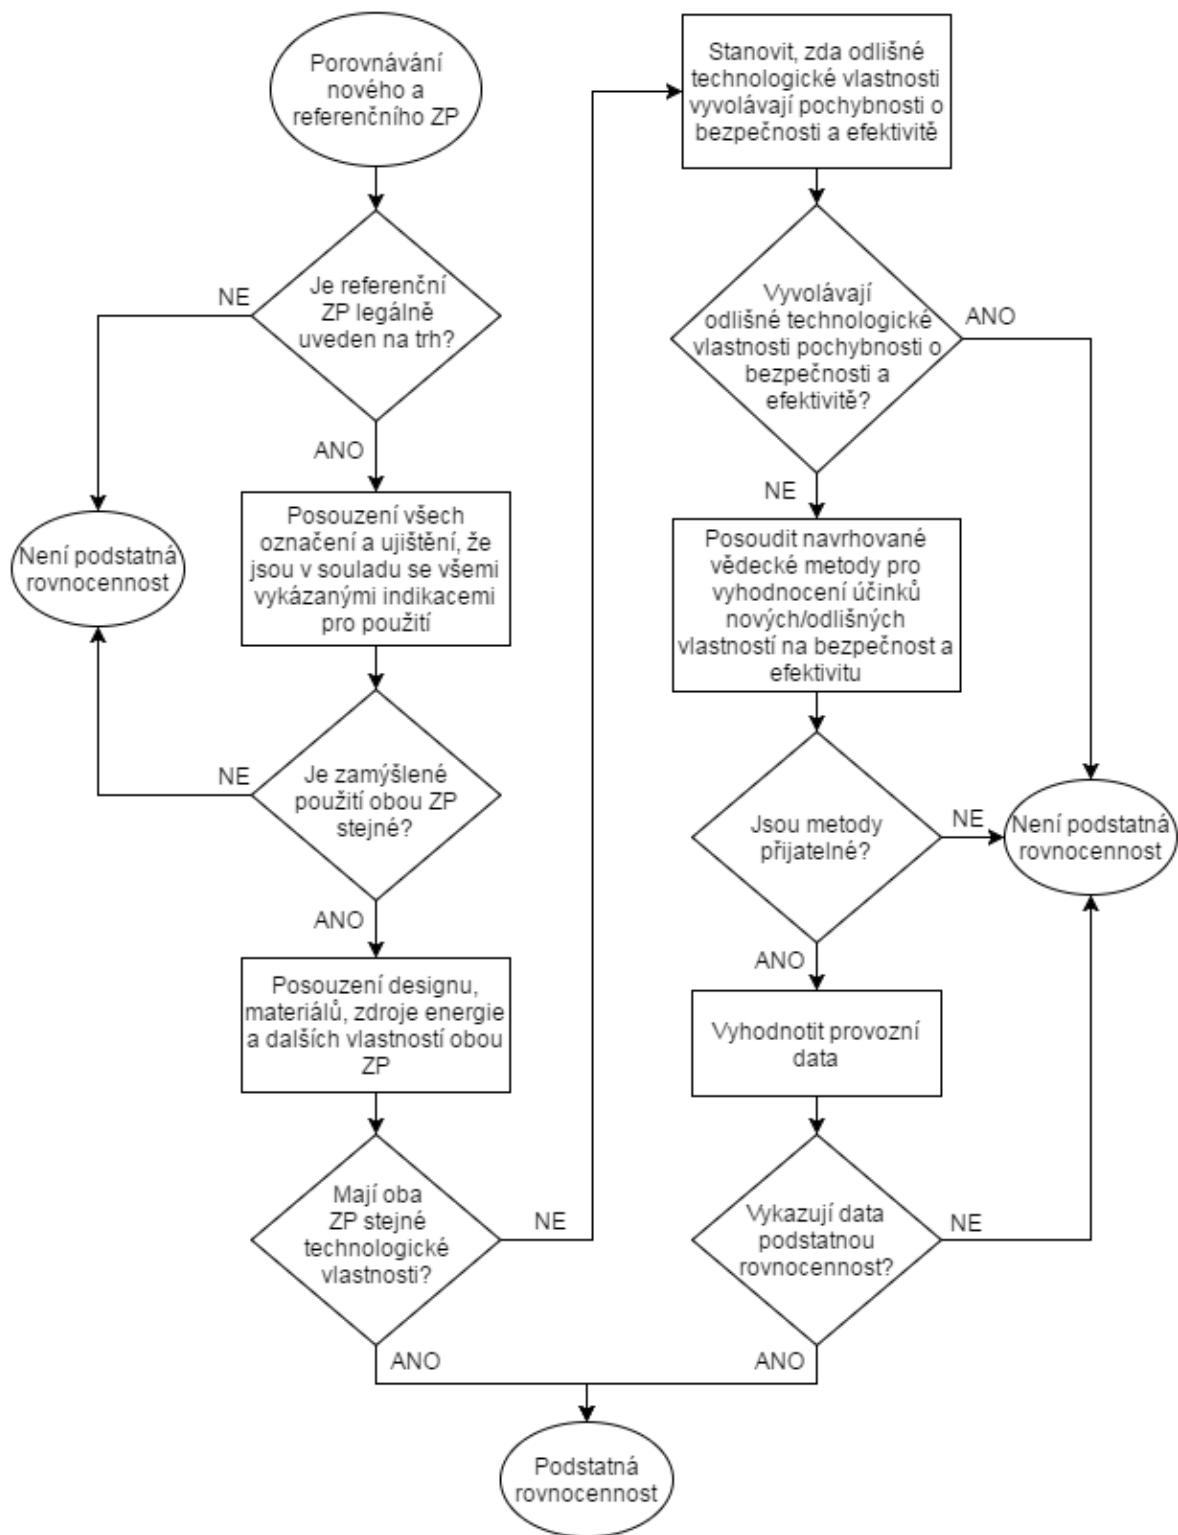 Porovnávání
nového a
referenčního ZP
Je referenční
ZP legálně
uveden na trh?
NE
ANO
Není podstatná
rovnocennost
Posouzení všech
označení a ujištění, že
jsou v souladu se všemi
vykázanými indikacemi
pro použití
Je zamýšlené
použití obou ZP
stejné?
NE
ANO
Posouzení designu,
materiálů, zdroje energie
a dalších vlastností obou
ZP
Mají oba
ZP stejné
technologické
vlastnosti?
NE
ANO
Stanovit, zda odlišné
technologické vlastnosti
vyvolávají pochybnosti o
bezpečnosti a efektivitě
Vyvolávají
odlišné technologické
vlastnosti pochybnosti o
bezpečnosti a
efektivitě?
ANO
NE
Posoudit navrhované
vědecké metody pro
vyhodnocení účinků
nových/odlišných
vlastností na bezpečnost a
efektivitu
Jsou metody
přijatelné?
NE
Není podstatná
rovnocennost
ANO
Vyhodnotit provozní
data
Vykazují data
podstatnou
rovnocennost?
NE
ANO
Podstatná
rovnocennost